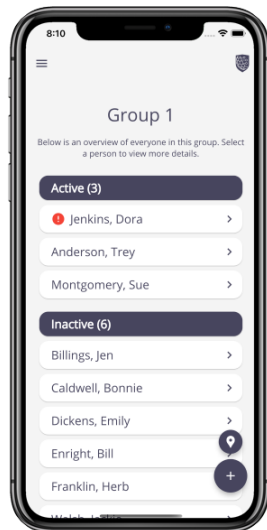 8:10
Group 1
Below is an overview of everyone in this group. Select
a person to view more details.
Active (3)
Jenkins, Dora
Anderson, Trey
Montgomery, Sue
Inactive (6)
Billings, Jen
Caldwell, Bonnie
Dickens, Emily
Enright, Bill
Franklin, Herb